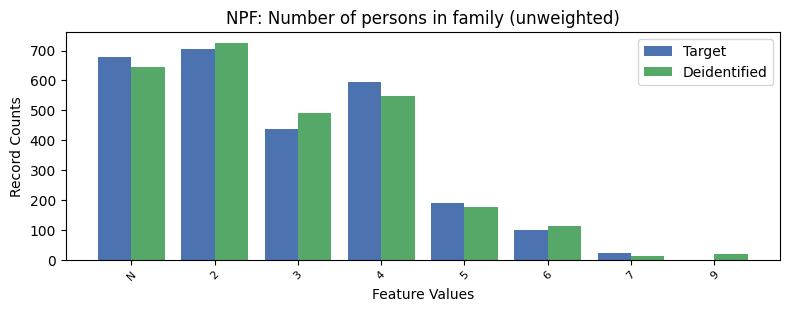 NPF: Number of persons in family (unweighted)
Target
Deidentified
Record Counts
700
600
500
400
300
200
100
0
N
2
3
4
5
6
7
9
Feature Values